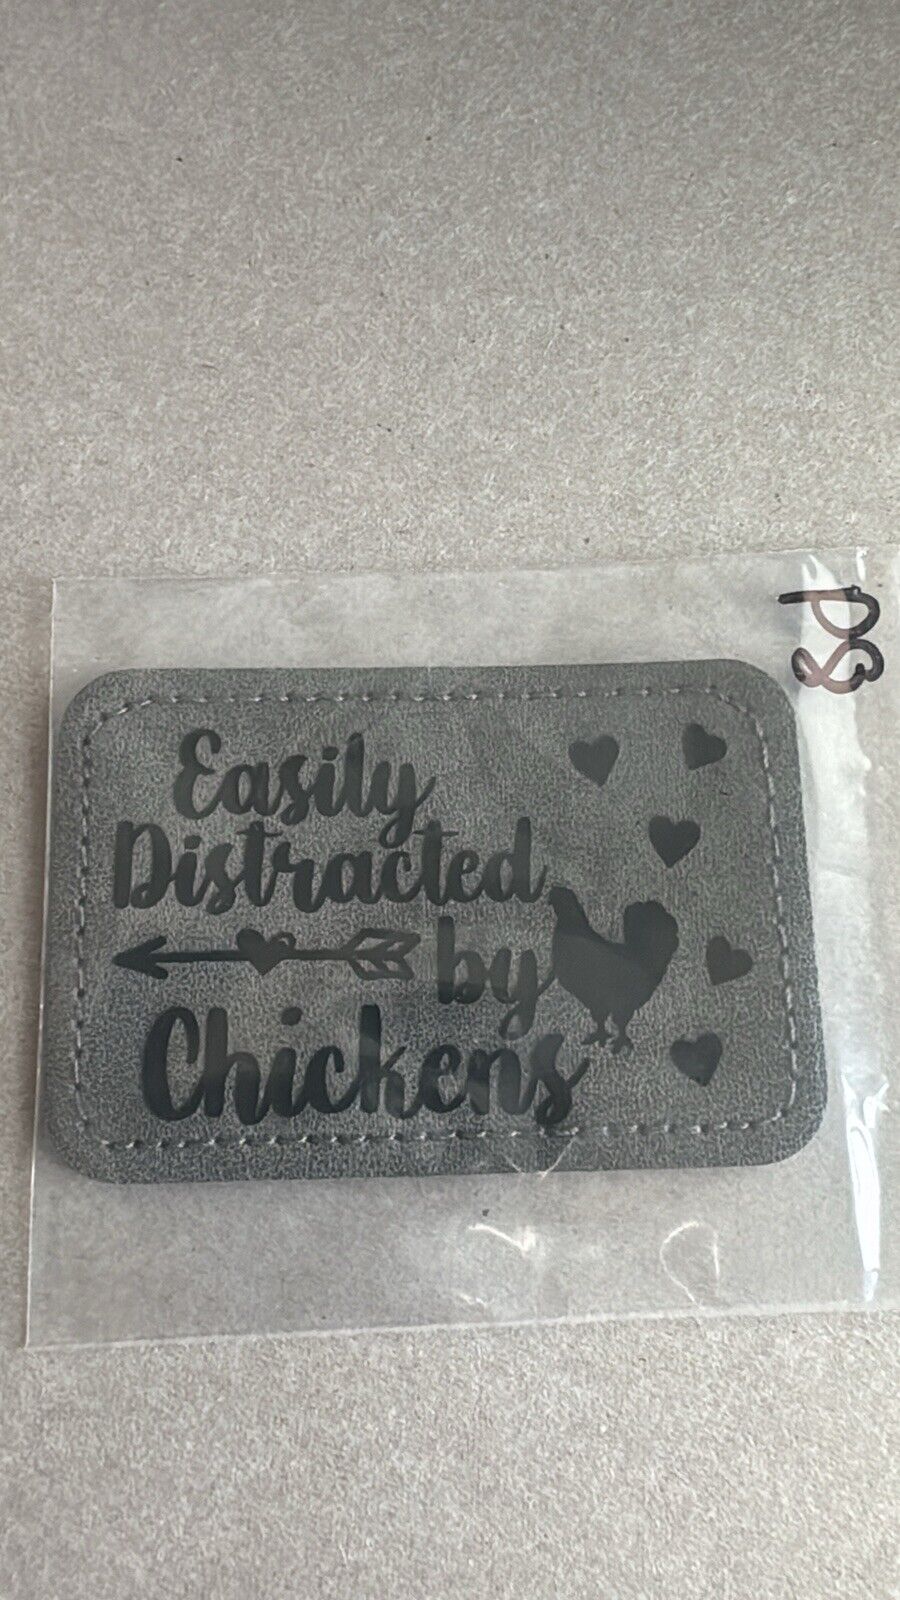 Easily
Distracted
by
Chickens